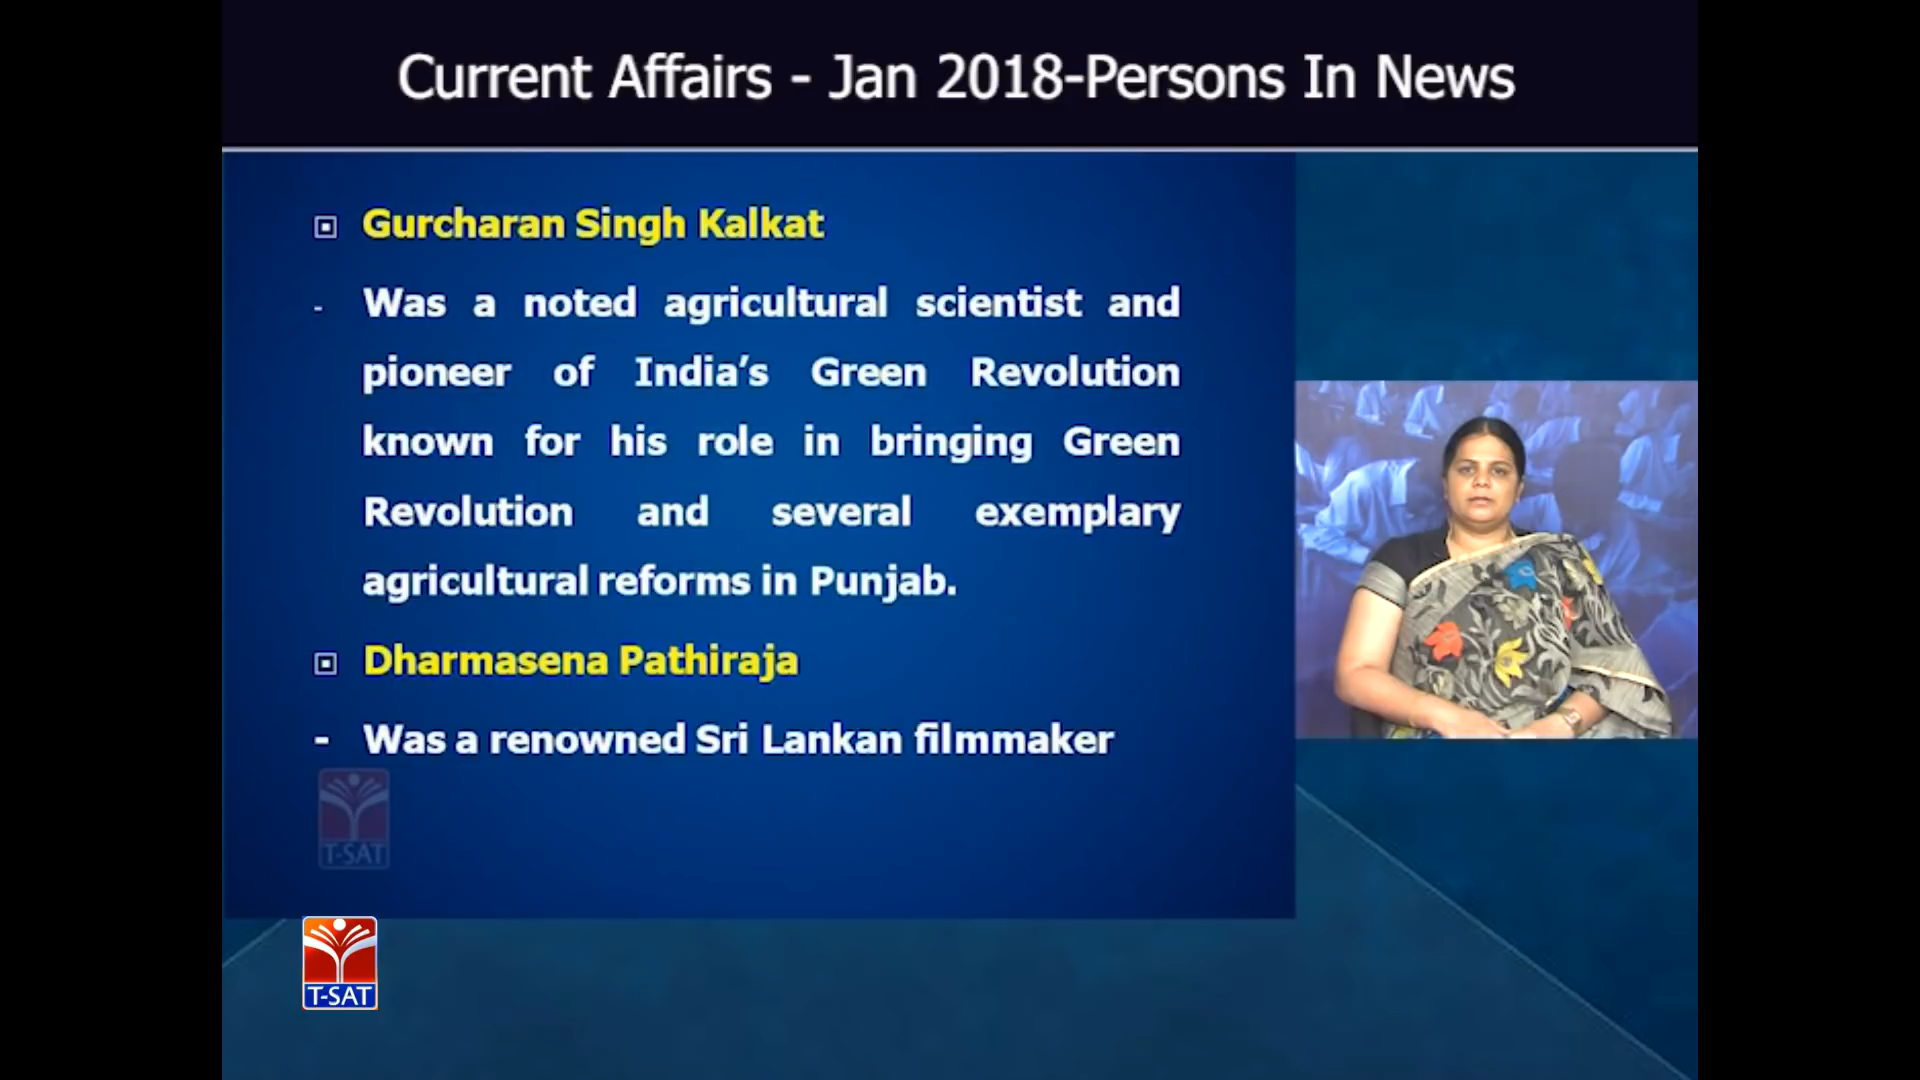 Current Affairs - Jan 2018-Persons In News
Gurcharan Singh Kalkat
- Was a noted agricultural scientist and
pioneer of India’s Green Revolution
known for his role in bringing Green
Revolution and several exemplary
agricultural reforms in Punjab.
Dharmasena Pathiraja
- Was a renowned Sri Lankan filmmaker
T-SAT
T-SAT